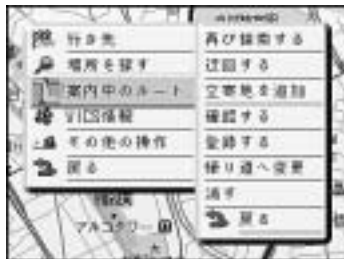 行き先
場所を探す
案内中のルート
VICS情報
その他の操作
戻る
再び探索する
迂回する
立寄地を追加
確認する
登録する
帰り道へ変更
消す
戻る
アルコタワー